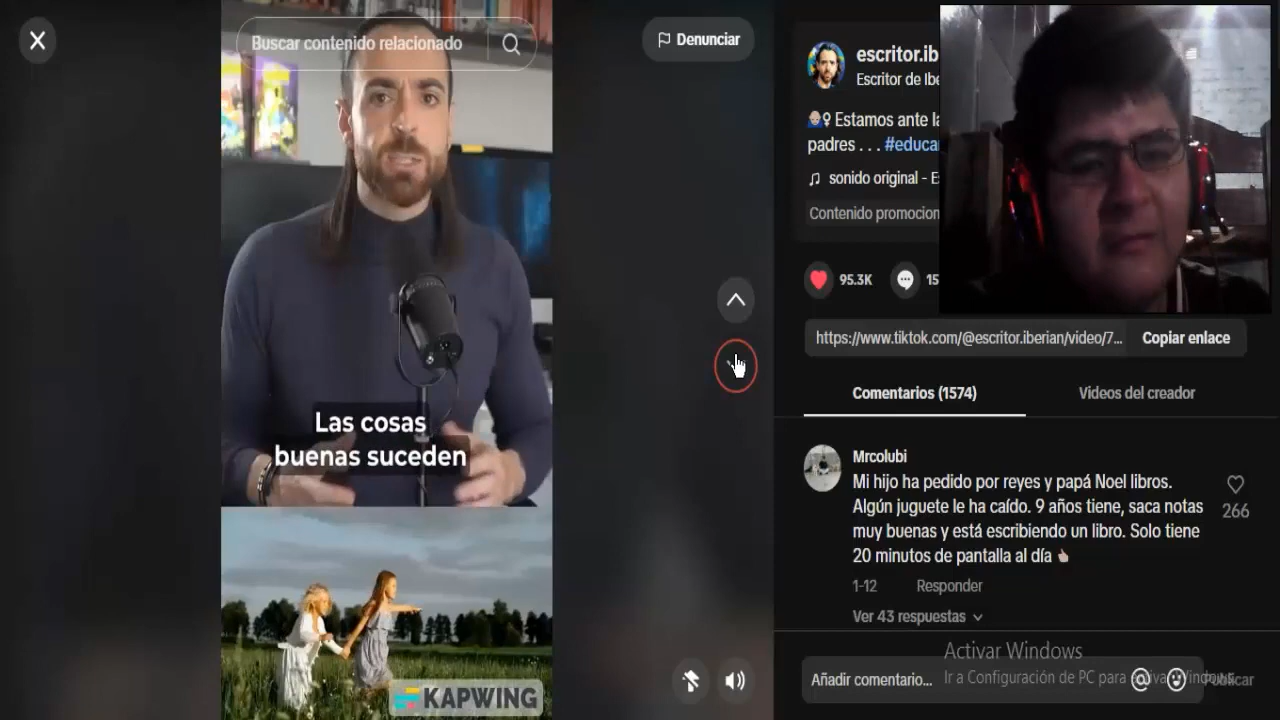 Buscar contenido relacionado
Denunciar
escritor.ib
Escritor de Ibe
Estamos ante la
padres . . . #educa
sonido original - E
Contenido promocion
95.3K
15
https://www.tiktok.com/@escritor.iberian/video/7...
Copiar enlace
Comentarios (1574)
Videos del creador
Las cosas
buenas suceden
Mrcolubi
Mi hijo ha pedido por reyes y papá Noel libros.
Algún juguete le ha caído. 9 años tiene, saca notas
muy buenas y está escribiendo un libro. Solo tiene
20 minutos de pantalla al día
266
1-12
Responder
Ver 43 respuestas
Activar Windows
Ir a Configuración de PC para activar Windows.
Añadir comentario...
Publicar
KAPWING